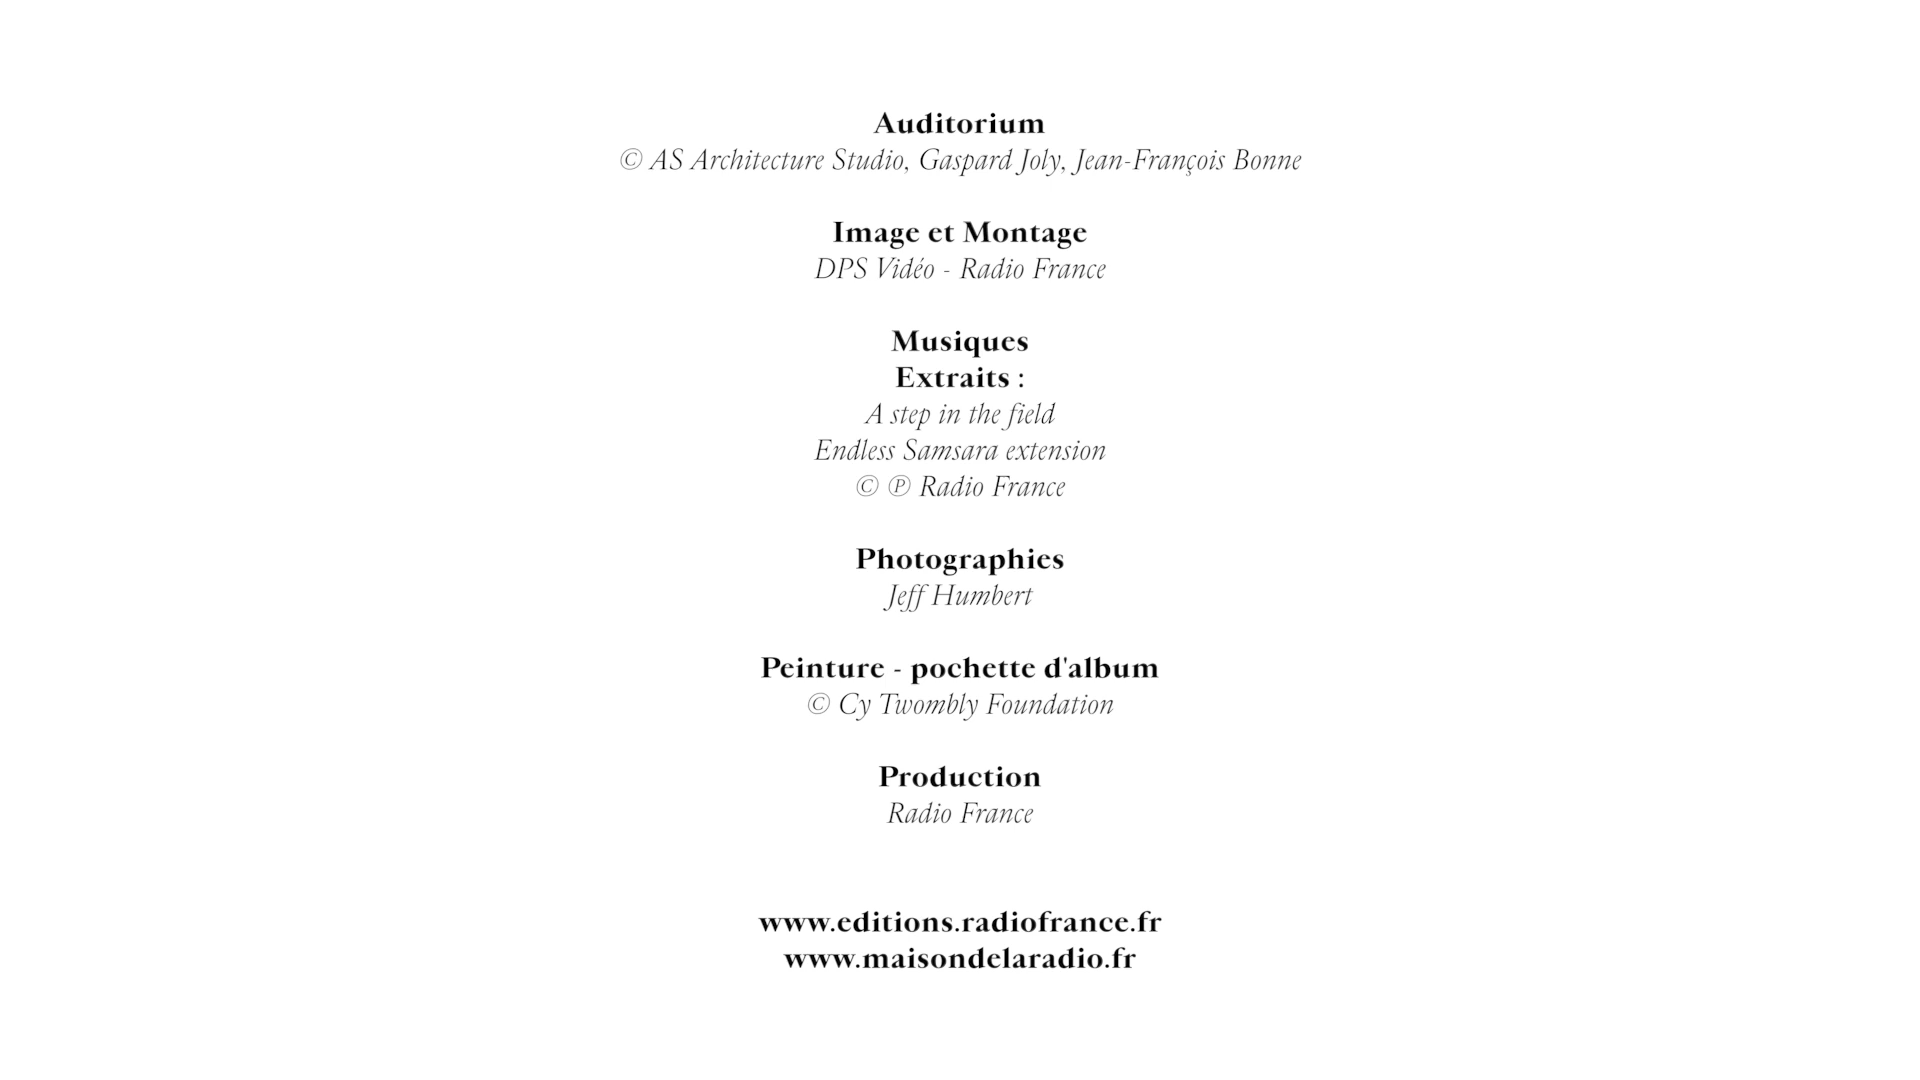 Auditorium
© AS Architecture Studio, Gaspard Joly, Jean-François Bonne
Image et Montage
DPS Vidéo - Radio France
Musiques
Extraits :
A step in the field
Endless Samsara extension
© ℗ Radio France
Photographies
Jeff Humbert
Peinture - pochette d'album
© Cy Twombly Foundation
Production
Radio France
www.editions.radiofrance.fr
www.maisondelaradio.fr